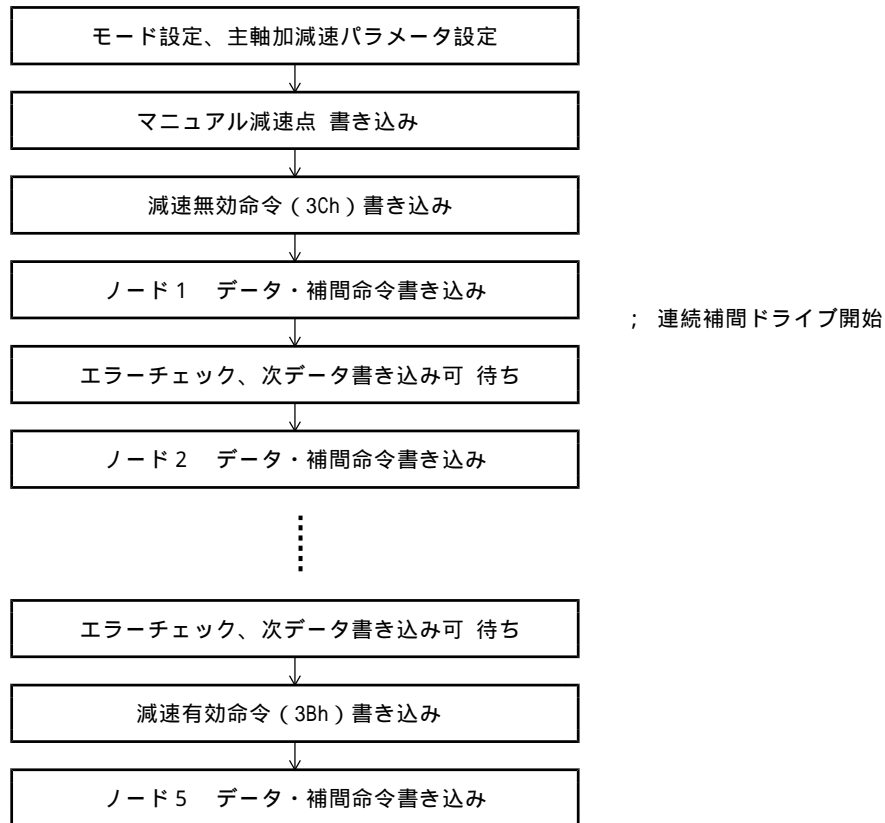 モード設定、主軸加減速パラメータ設定
マニュアル減速点 書き込み
減速無効命令(3Ch)書き込み
ノード1 データ・補間命令書き込み
; 連続補間ドライブ開始
エラーチェック、次データ書き込み可 待ち
ノード2 データ・補間命令書き込み
エラーチェック、次データ書き込み可 待ち
減速有効命令(3Bh)書き込み
ノード5 データ・補間命令書き込み